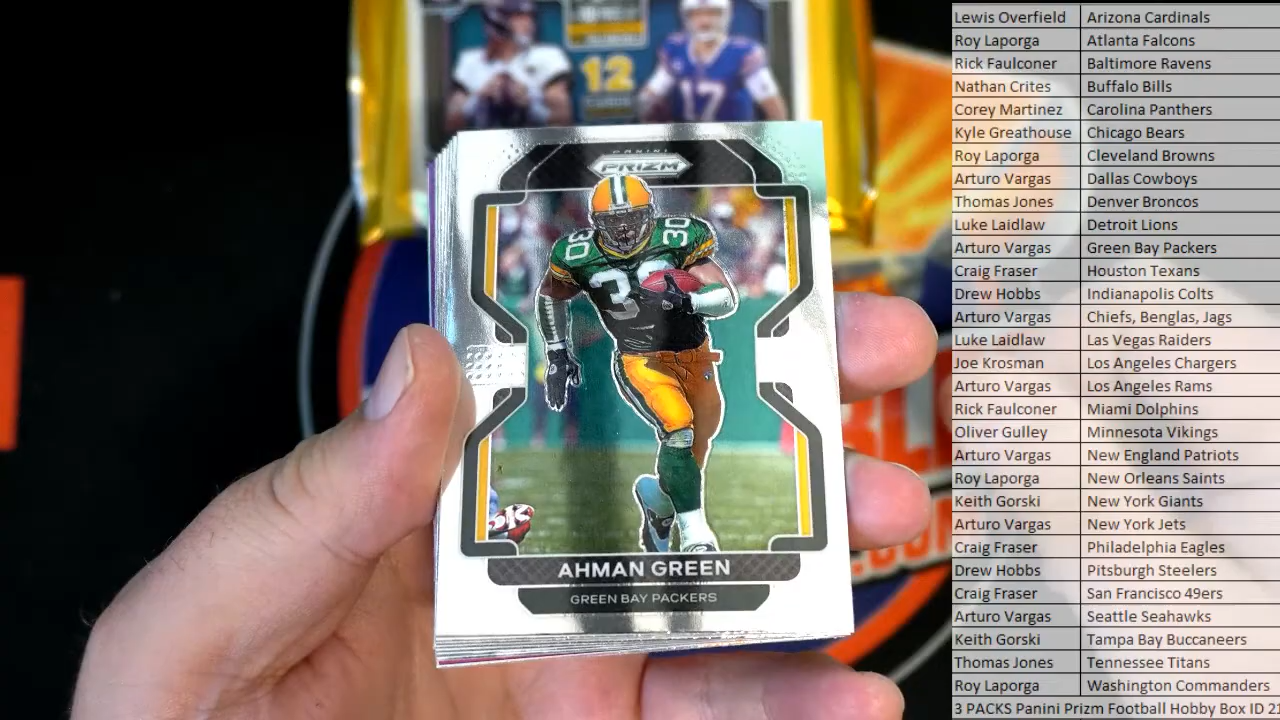 12
17
PANINI
PRIZM
30
30
30
AHMAN GREEN
GREEN BAY PACKERS
Lewis Overfield Arizona Cardinals
Roy Laporga Atlanta Falcons
Rick Faulconer Baltimore Ravens
Nathan Crites Buffalo Bills
Corey Martinez Carolina Panthers
Kyle Greathouse Chicago Bears
Roy Laporga Cleveland Browns
Arturo Vargas Dallas Cowboys
Thomas Jones Denver Broncos
Luke Laidlaw Detroit Lions
Arturo Vargas Green Bay Packers
Craig Fraser Houston Texans
Drew Hobbs Indianapolis Colts
Arturo Vargas Chiefs, Benglas, Jags
Luke Laidlaw Las Vegas Raiders
Joe Krosman Los Angeles Chargers
Arturo Vargas Los Angeles Rams
Rick Faulconer Miami Dolphins
Oliver Gulley Minnesota Vikings
Arturo Vargas New England Patriots
Roy Laporga New Orleans Saints
Keith Gorski New York Giants
Arturo Vargas New York Jets
Craig Fraser Philadelphia Eagles
Drew Hobbs Pitsburgh Steelers
Craig Fraser San Francisco 49ers
Arturo Vargas Seattle Seahawks
Keith Gorski Tampa Bay Buccaneers
Thomas Jones Tennessee Titans
Roy Laporga Washington Commanders
3 PACKS Panini Prizm Football Hobby Box ID 21